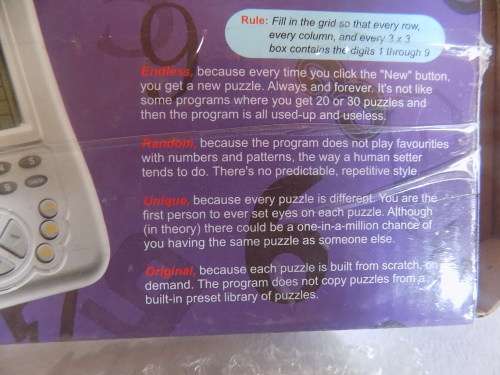 Rule: Fill in the grid so that every row,
every column, and every 3 x 3
box contains the digits 1 through 9
Endless, because every time you click the "New" button,
you get a new puzzle. Always and forever. It's not like
some programs where you get 20 or 30 puzzles and
then the program is all used-up and useless.
Random, because the program does not play favourities
with numbers and patterns, the way a human setter
tends to do. There's no predictable, repetitive style
Unique, because every puzzle is different. You are the
first person to ever set eyes on each puzzle. Although
(in theory) there could be a one-in-a-million chance of
you having the same puzzle as someone else.
Original, because each puzzle is built from scratch, on
demand. The program does not copy puzzles from a
built-in preset library of puzzles.